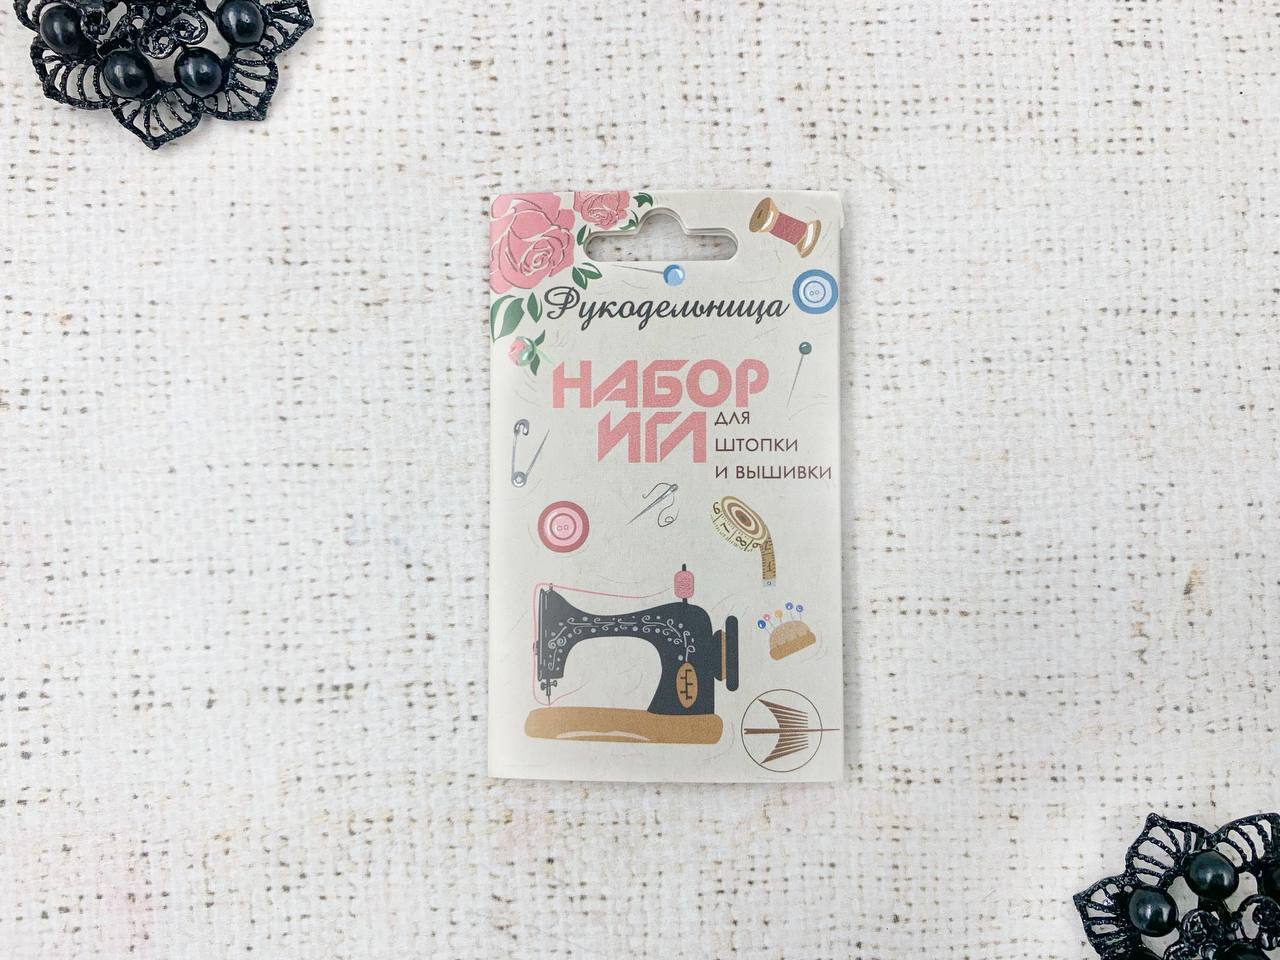 Рукодельница
НАБОР
ИГЛ ДЛЯ
ШТОПКИ
И ВЫШИВКИ